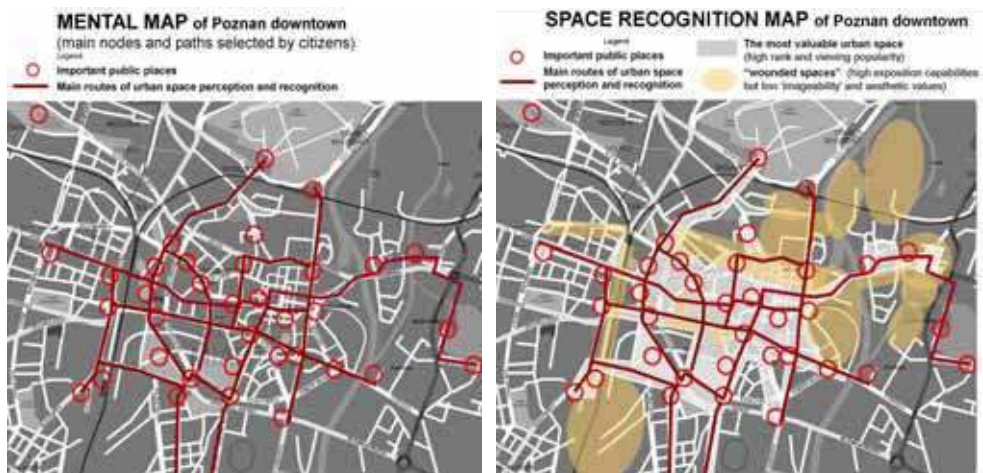 MENTAL MAP of Poznan downtown
(main nodes and paths selected by citizens)
Legend
Important public places
Main routes of urban space perception and recognition
SPACE RECOGNITION MAP of Poznan downtown
Legend
Important public places
Main routes of urban space
perception and recognition
The most valuable urban space
(high rank and viewing popularity)
"wounded spaces" (high exposition capabilities
but low 'imageability' and aesthetic values)